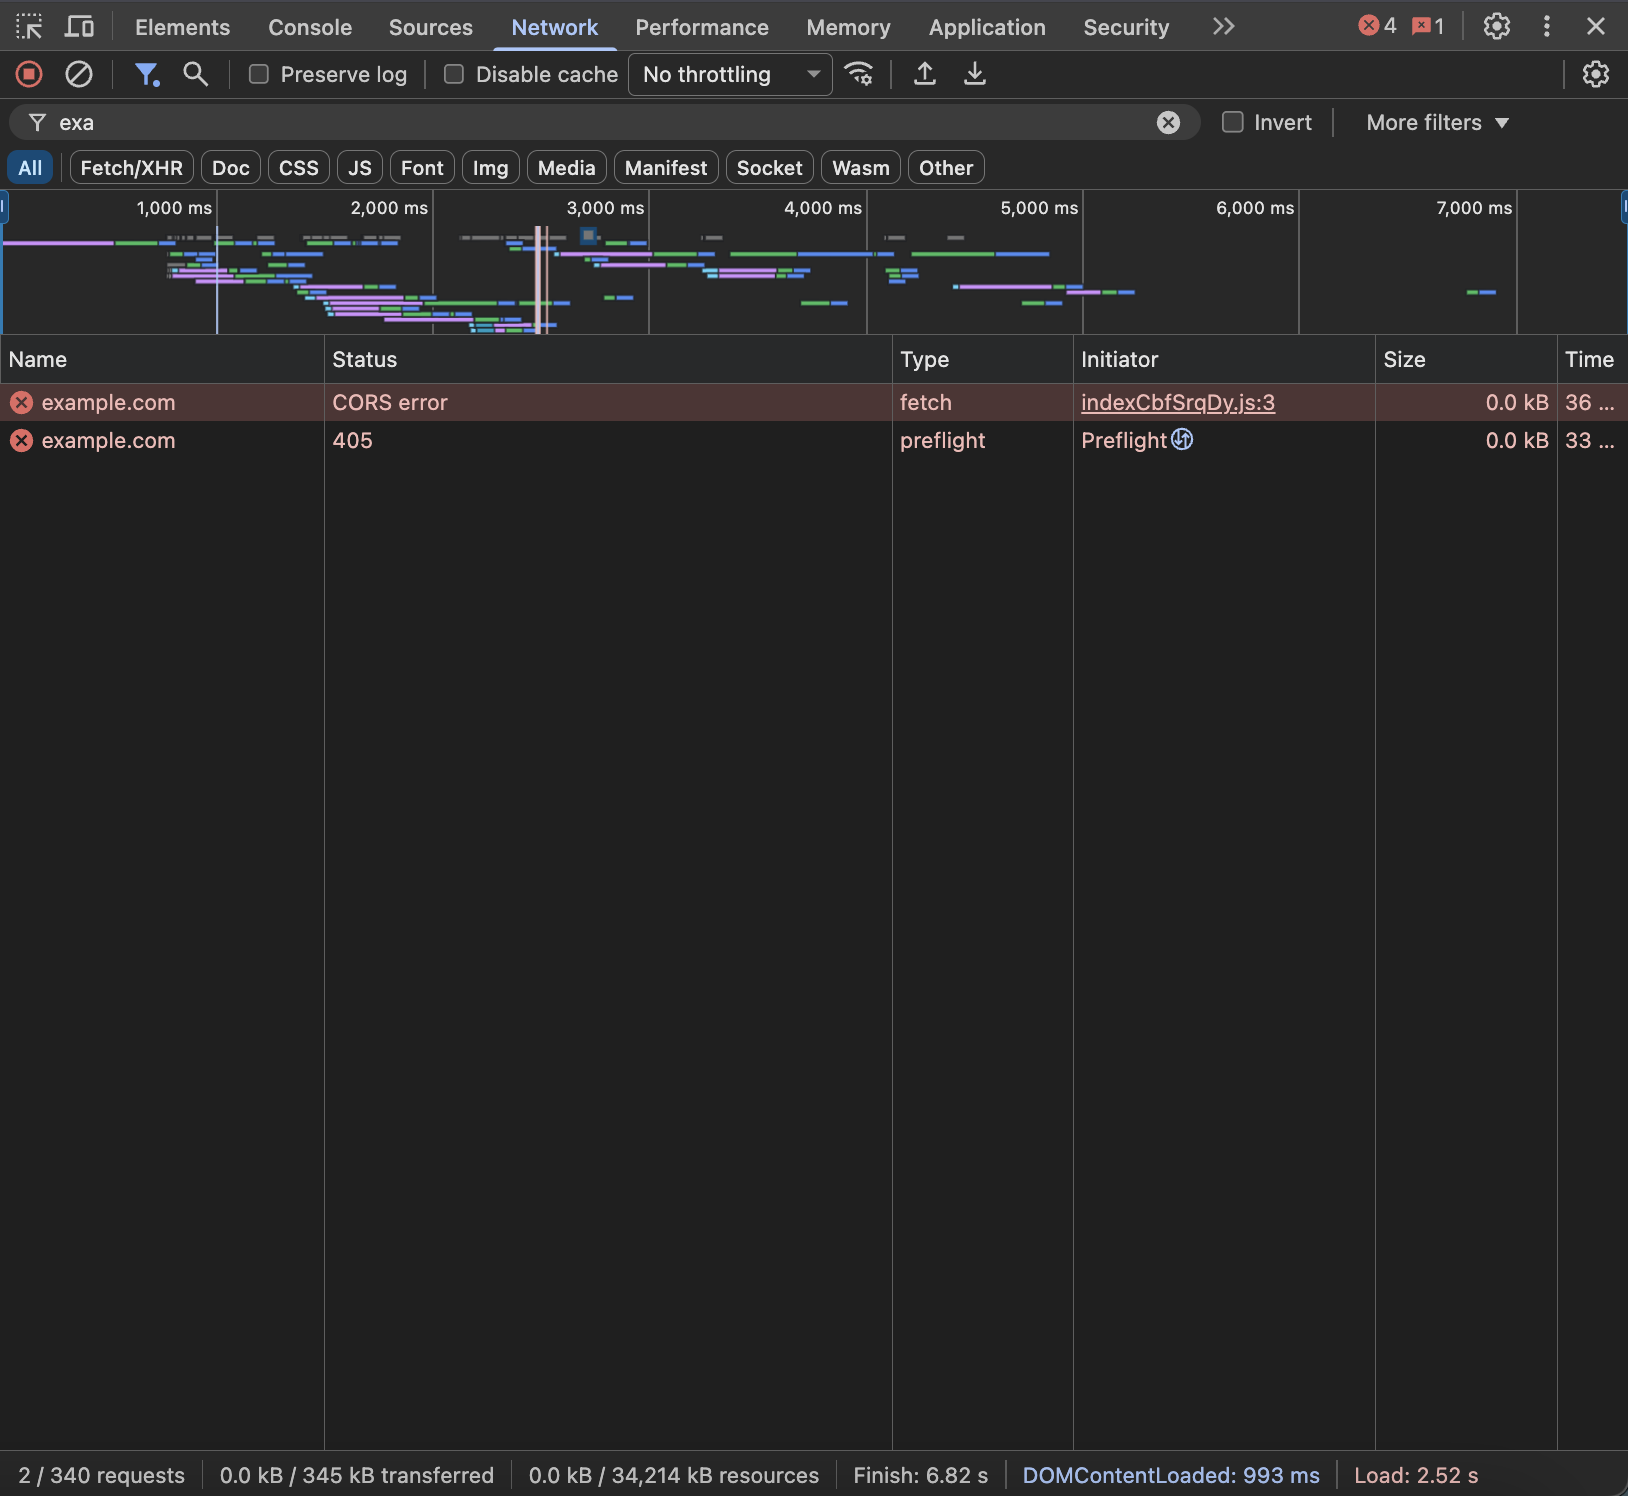 Elements Console Sources Network Performance Memory Application Security 4 1
Preserve log Disable cache No throttling
exa Invert More filters
All Fetch/XHR Doc CSS JS Font Img Media Manifest Socket Wasm Other
1,000 ms 2,000 ms 3,000 ms 4,000 ms 5,000 ms 6,000 ms 7,000 ms
Name Status Type Initiator Size Time
example.com CORS error fetch indexCbfSrqDy.js:3 0.0 kB 36 ...
example.com 405 preflight Preflight 0.0 kB 33 ...
2 / 340 requests 0.0 kB / 345 kB transferred 0.0 kB / 34,214 kB resources Finish: 6.82 s DOMContentLoaded: 993 ms Load: 2.52 s